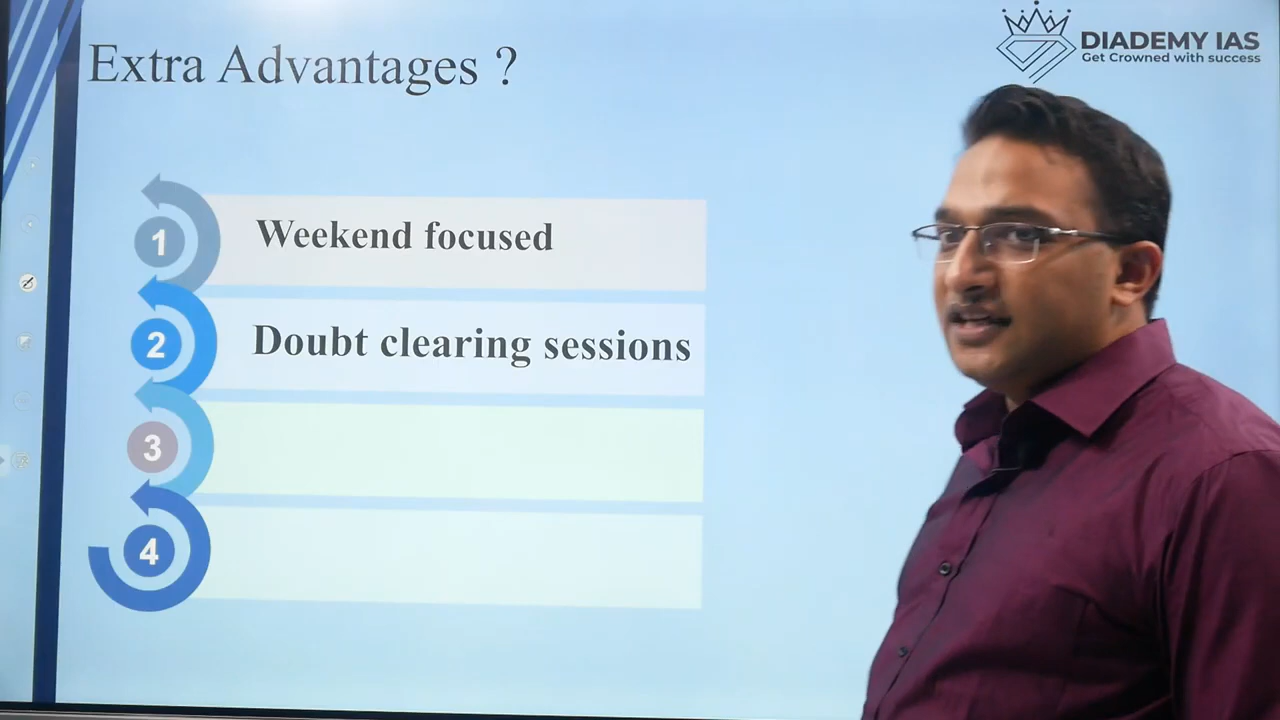 Extra Advantages ?
DIADEMY IAS
Get Crowned with success
1
Weekend focused
2
Doubt clearing sessions
3
4